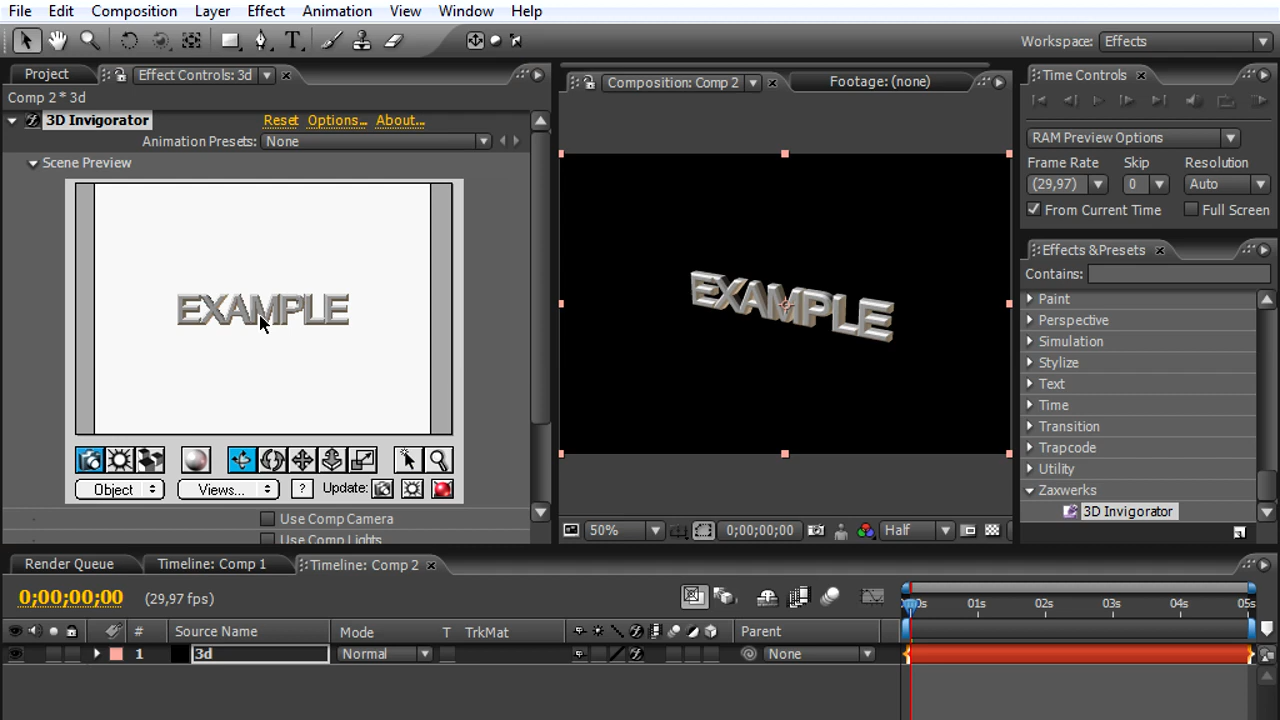 File Edit Composition Layer Effect Animation View Window Help
Workspace: Effects
Project Effect Controls: 3d
Comp 2 * 3d
3D Invigorator Reset Options... About...
Animation Presets: None
Scene Preview
EXAMPLE
Object Views... ? Update:
Use Comp Camera
Use Comp Lights
Composition: Comp 2 Footage: (none)
EXAMPLE
50% 0;00;00;00 Half
Time Controls
RAM Preview Options
Frame Rate Skip Resolution
(29,97) 0 Auto
From Current Time Full Screen
Effects &Presets
Contains:
Paint
Perspective
Simulation
Stylize
Text
Time
Transition
Trapcode
Utility
Zaxwerks
3D Invigorator
Render Queue Timeline: Comp 1 Timeline: Comp 2
0;00;00;00 (29,97 fps)
01s 02s 03s 04s 05s
# Source Name Mode T TrkMat Parent
1 3d Normal None